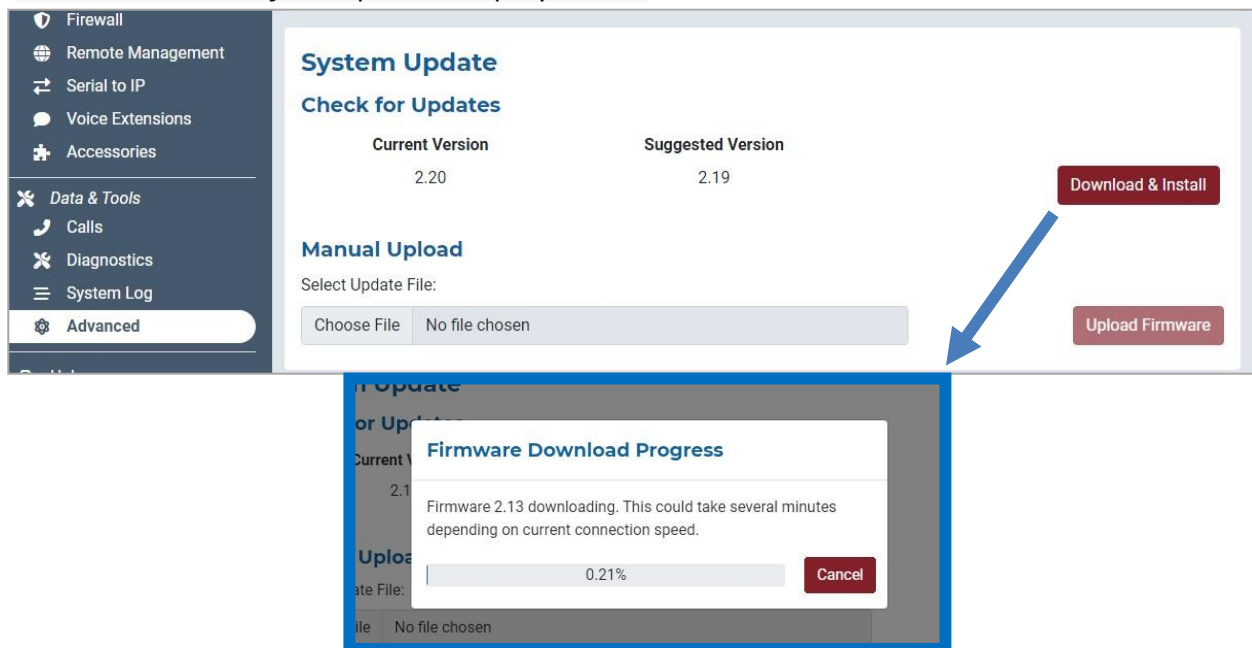 Firewall
Remote Management
Serial to IP
Voice Extensions
Accessories
Data & Tools
Calls
Diagnostics
System Log
Advanced
System Update
Check for Updates
Current Version Suggested Version
2.20 2.19
Download & Install
Manual Upload
Select Update File:
Choose File No file chosen
Upload Firmware
Firmware Download Progress
Firmware 2.13 downloading. This could take several minutes
depending on current connection speed.
0.21%
Cancel
No file chosen